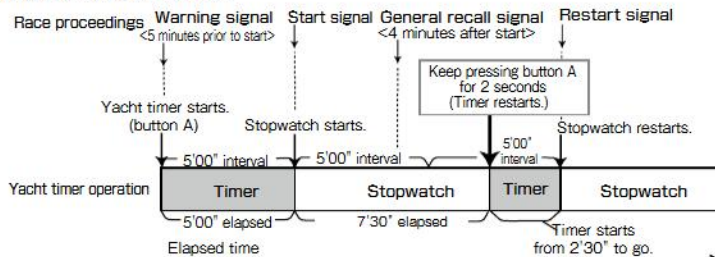 Race proceedings Warning signal Start signal General recall signal Restart signal
<5 minutes prior to start> <4 minutes after start>
Keep pressing button A
for 2 seconds
(Timer restarts.)
Yacht timer starts.
(button A) Stopwatch starts. Stopwatch restarts.
5'00" interval 5'00" interval 5'00"
interval
Yacht timer operation Timer Stopwatch Timer Stopwatch
5'00" elapsed 7'30" elapsed
Timer starts
from 2'30" to go.
Elapsed time